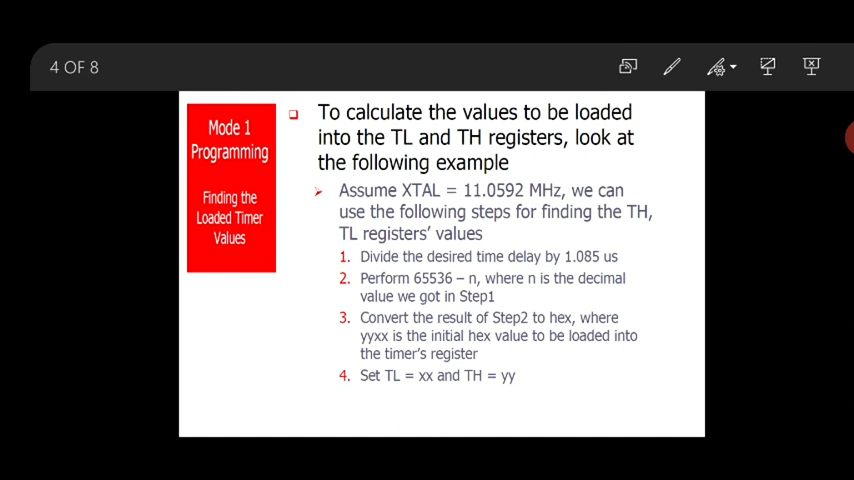 4 OF 8
Mode 1
Programming
Finding the
Loaded Timer
Values
To calculate the values to be loaded
into the TL and TH registers, look at
the following example
Assume XTAL = 11.0592 MHz, we can
use the following steps for finding the TH,
TL registers' values
1. Divide the desired time delay by 1.085 us
2. Perform 65536 – n, where n is the decimal
value we got in Step1
3. Convert the result of Step2 to hex, where
yyxx is the initial hex value to be loaded into
the timer's register
4. Set TL = xx and TH = yy